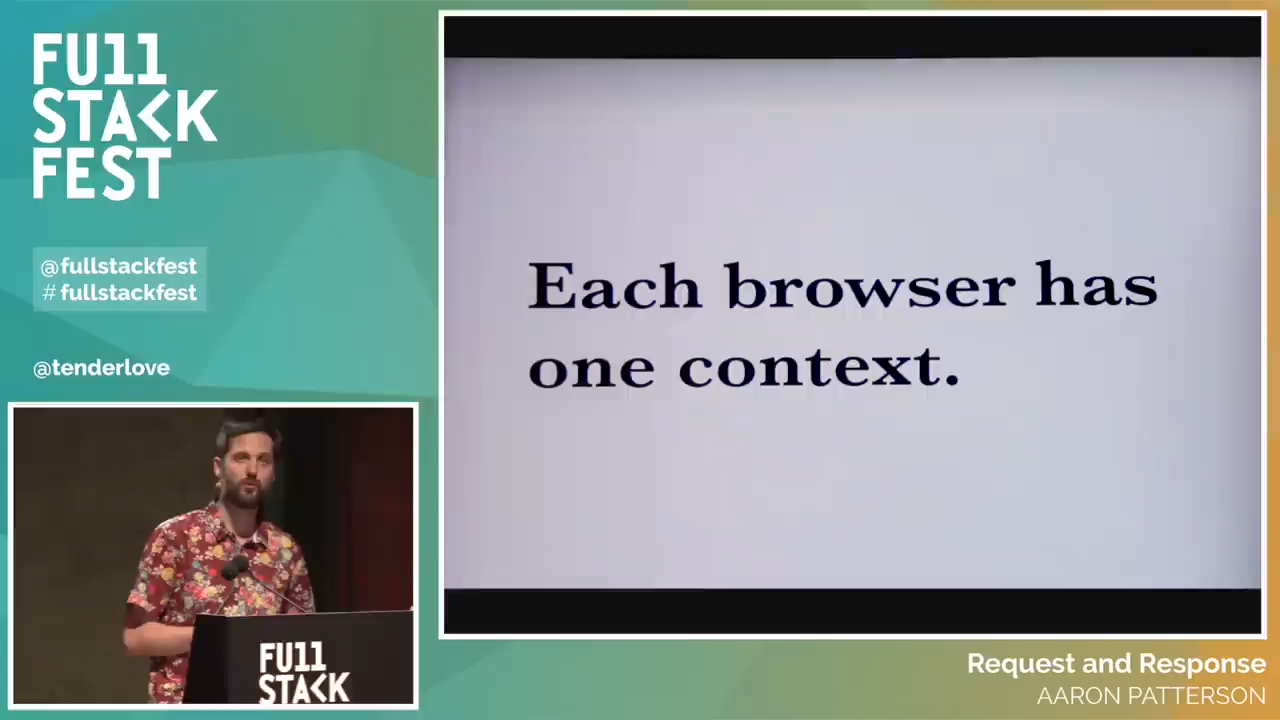 FU11
STACK
FEST
@fullstackfest
# fullstackfest
@tenderlove
Each browser has
one context.
FU11
STACK
Request and Response
AARON PATTERSON